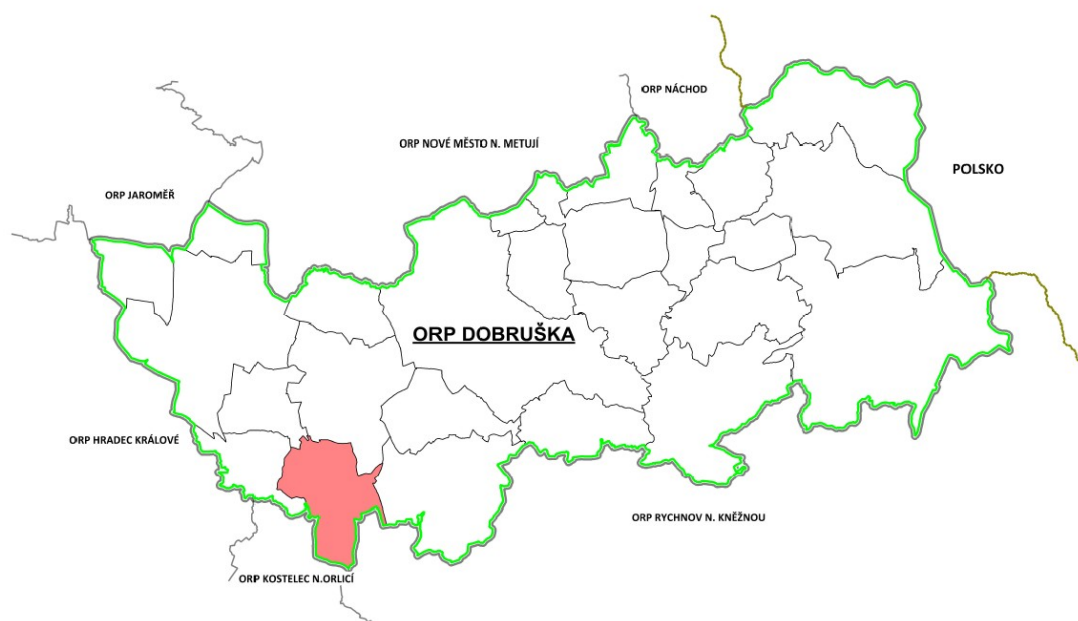 ORP NÁCHOD
ORP NOVÉ MĚSTO N. METUJÍ
POLSKO
ORP JAROMĚŘ
ORP DOBRUŠKA
ORP HRADEC KRÁLOVÉ
ORP RYCHNOV N. KNĚŽNOU
ORP KOSTELEC N.ORLICÍ